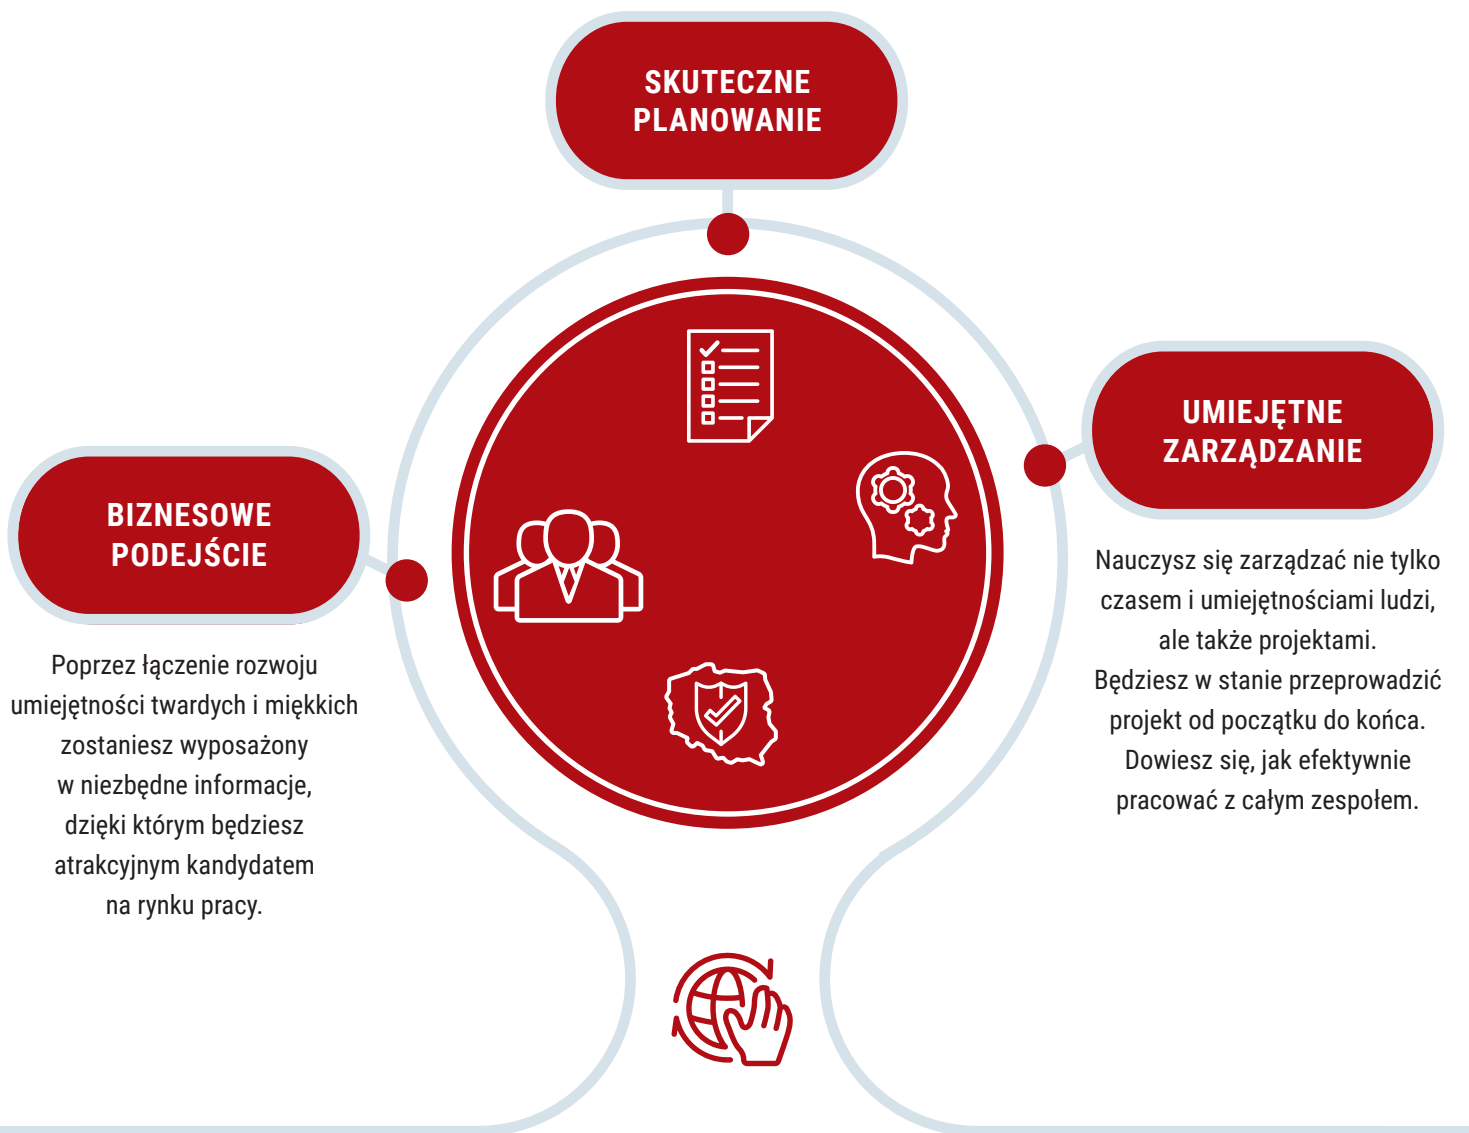 SKUTECZNE
PLANOWANIE
UMIEJĘTNE
ZARZĄDZANIE
Nauczysz się zarządzać nie tylko
czasem i umiejętnościami ludzi,
ale także projektami.
Będziesz w stanie przeprowadzić
projekt od początku do końca.
Dowiesz się, jak efektywnie
pracować z całym zespołem.
BIZNESOWE
PODEJŚCIE
Poprzez łączenie rozwoju
umiejętności twardych i miękkich
zostaniesz wyposażony
w niezbędne informacje,
dzięki którym będziesz
atrakcyjnym kandydatem
na rynku pracy.